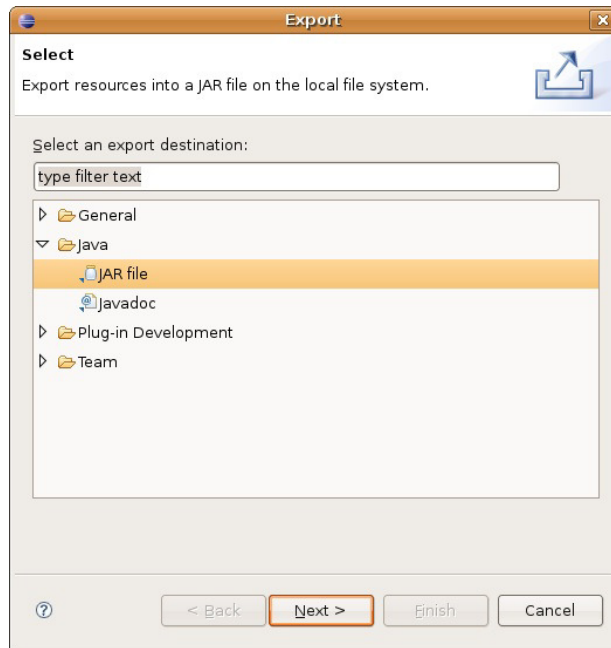 Export
Select
Export resources into a JAR file on the local file system.
Select an export destination:
type filter text
General
Java
JAR file
Javadoc
Plug-in Development
Team
< Back Next > Finish Cancel